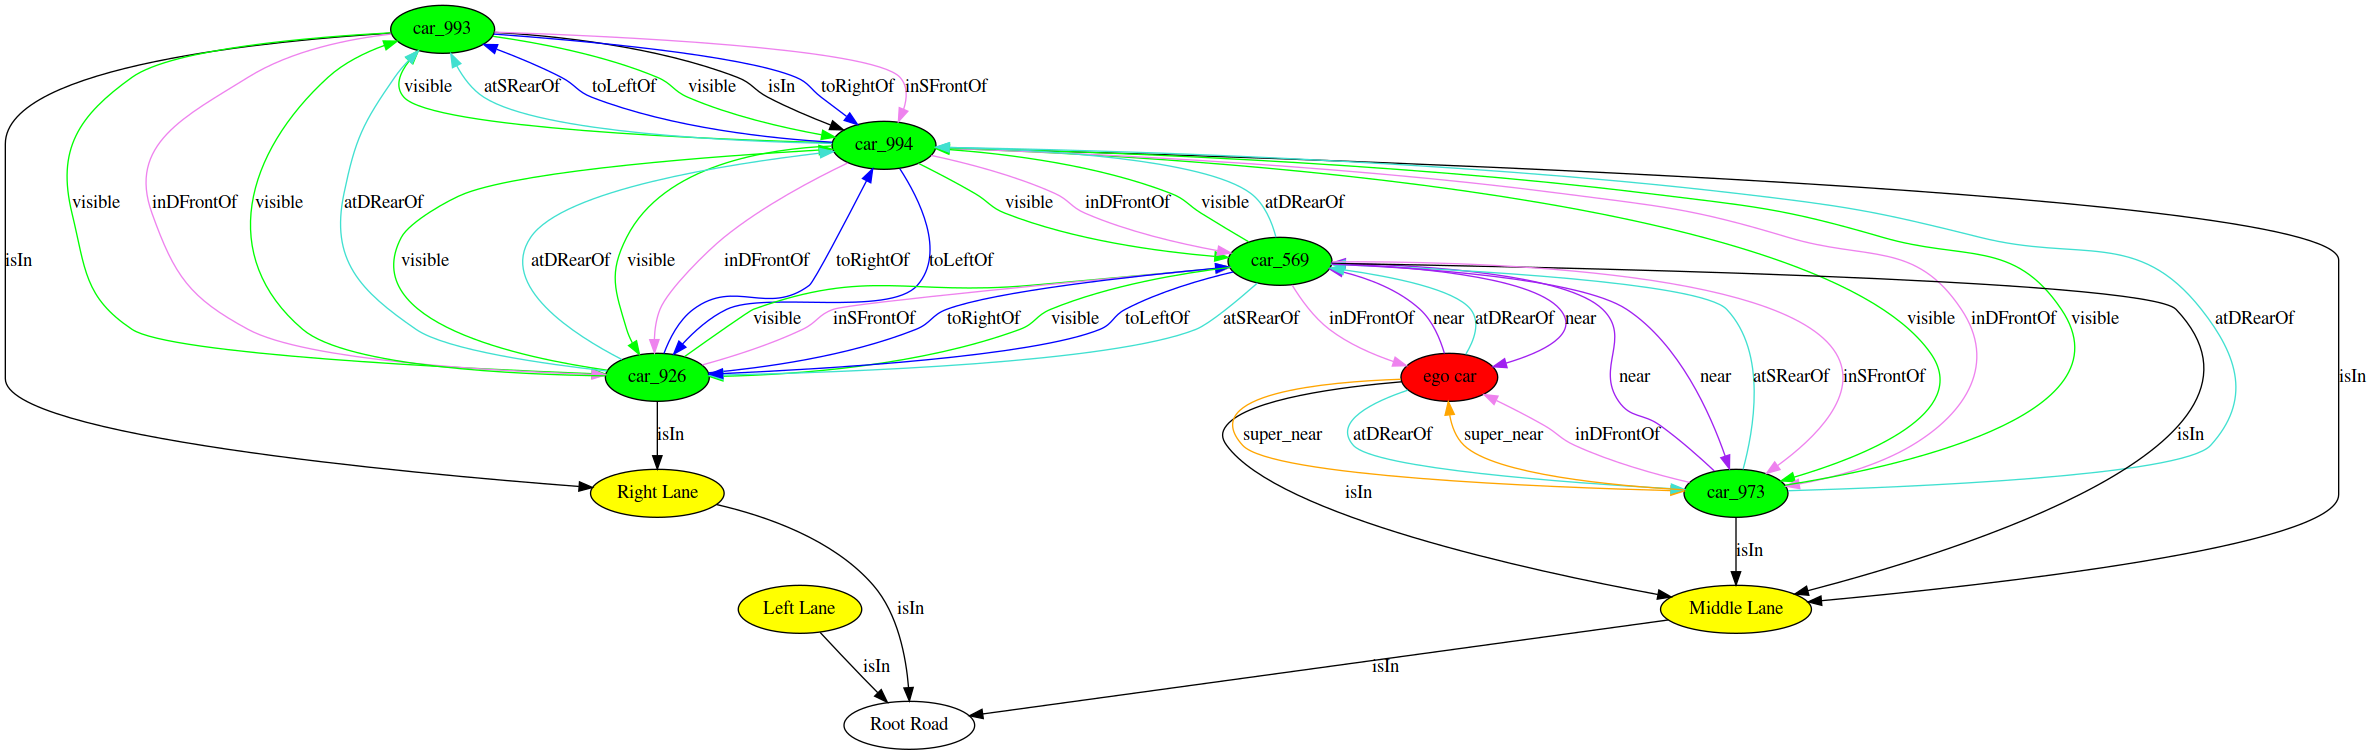 car_993
visible atSRearOf toLeftOf visible isIn toRightOf inSFrontOf
car_994
visible inDFrontOf visible atDRearOf visible inDFrontOf visible atDRearOf
isIn visible atDRearOf visible inDFrontOf toRightOf toLeftOf car_569
visible inSFrontOf toRightOf visible toLeftOf atSRearOf inDFrontOf near atDRearOf near visible inDFrontOf visible atDRearOf
car_926 ego car near near atSRearOf inSFrontOf isIn
isIn super_near atDRearOf super_near inDFrontOf isIn
Right Lane isIn car_973
isIn
isIn Left Lane Middle Lane
isIn isIn
Root Road